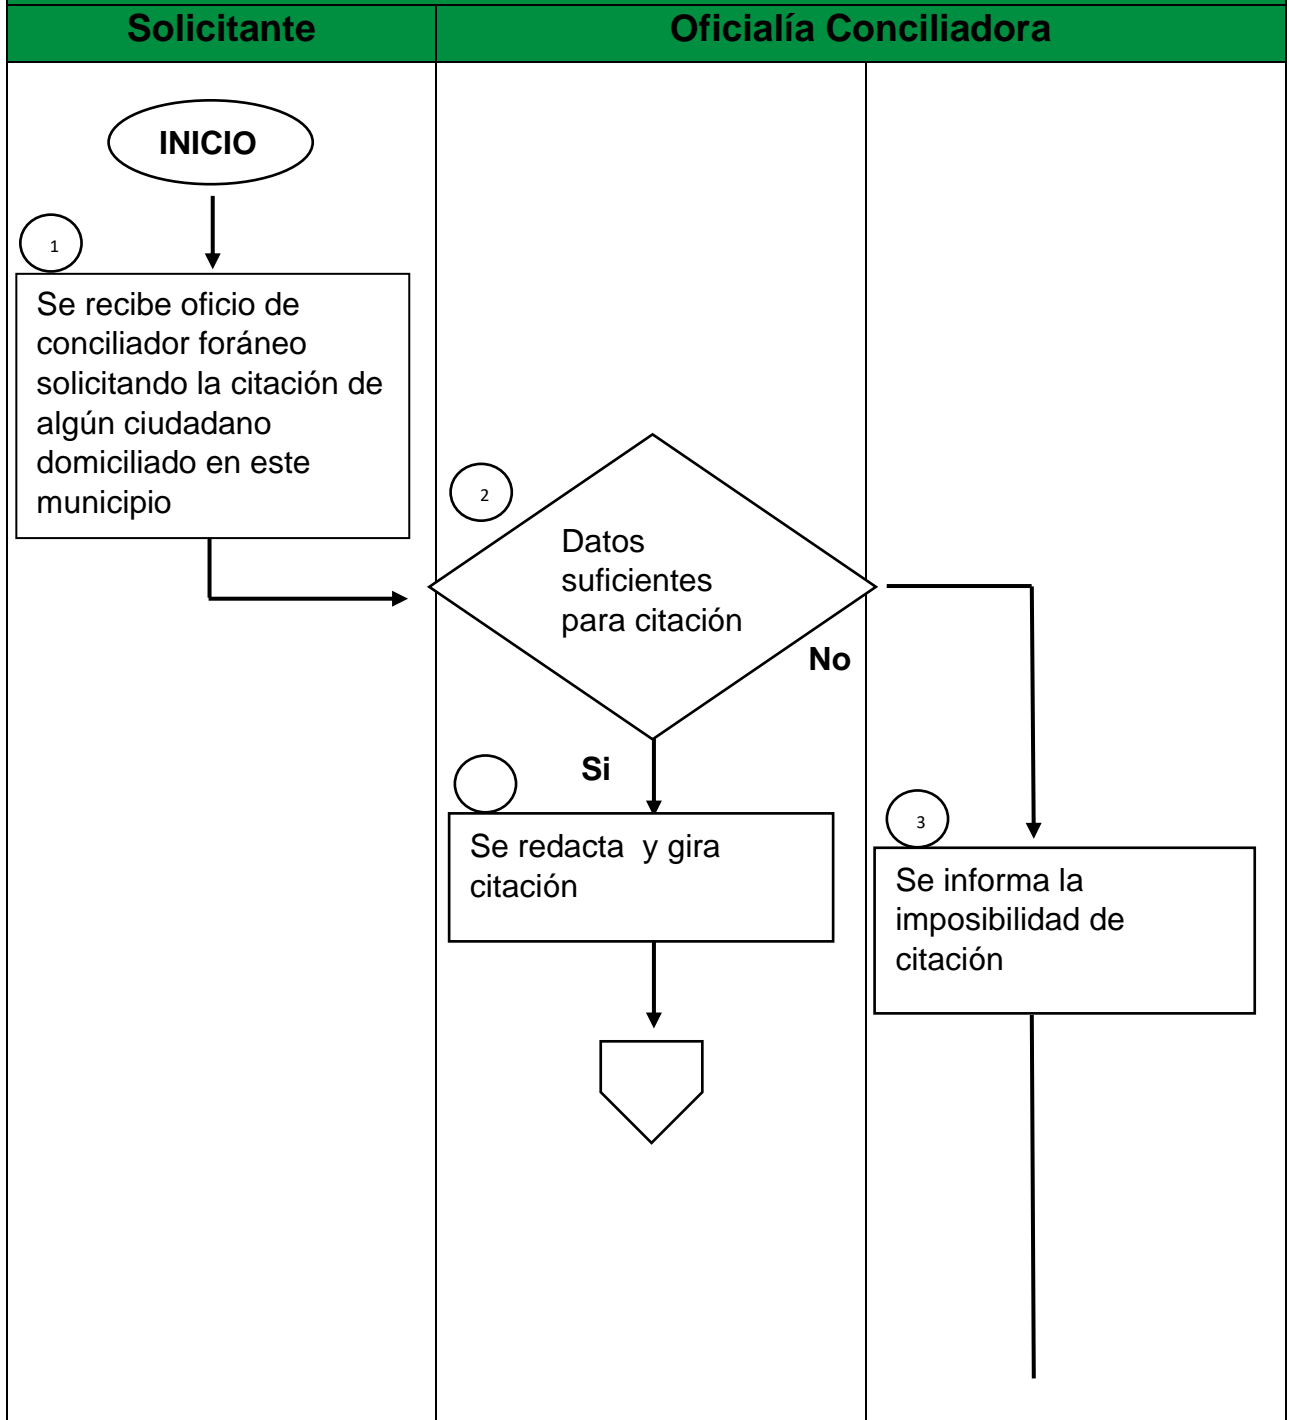 Solicitante
Oficialía Conciliadora
INICIO
1
Se recibe oficio de
conciliador foráneo
solicitando la citación de
algún ciudadano
domiciliado en este
municipio
2
Datos
suficientes
para citación
No
Si
Se redacta  y gira
citación
3
Se informa la
imposibilidad de
citación